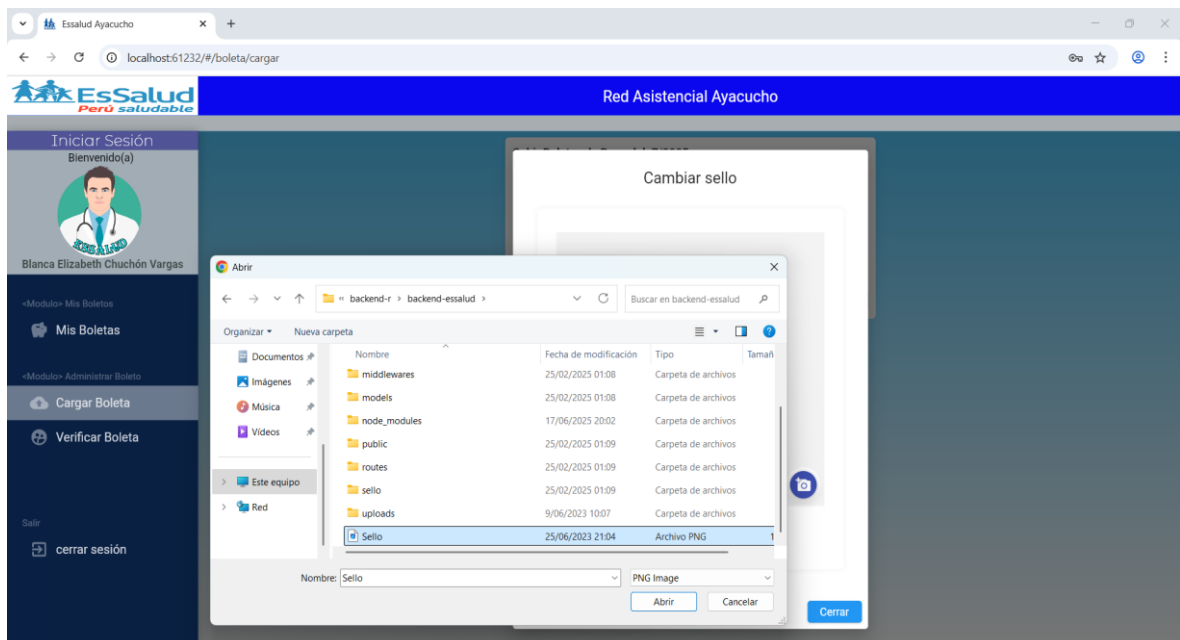 Essalud Ayacucho
localhost:61232/#/boleta/cargar
EsSalud
Perú saludable
Red Asistencial Ayacucho
Iniciar Sesión
Bienvenido(a)
ESSALUD
Blanca Elizabeth Chuchón Vargas
<Modulo> Mis Boletos
Mis Boletas
<Modulo> Administrar Boleto
Cargar Boleta
Verificar Boleta
Salir
cerrar sesión
Cambiar sello
Abrir
« backend-r > backend-essalud >
Buscar en backend-essalud
Organizar
Nueva carpeta
Documentos
Imágenes
Música
Vídeos
Este equipo
Red
Nombre Fecha de modificación Tipo Tamañ
middlewares 25/02/2025 01:08 Carpeta de archivos
models 25/02/2025 01:08 Carpeta de archivos
node_modules 17/06/2025 20:02 Carpeta de archivos
public 25/02/2025 01:09 Carpeta de archivos
routes 25/02/2025 01:09 Carpeta de archivos
sello 25/02/2025 01:09 Carpeta de archivos
uploads 9/06/2023 10:07 Carpeta de archivos
Sello 25/06/2023 21:04 Archivo PNG 1
Nombre: Sello PNG Image
Abrir Cancelar
Cerrar